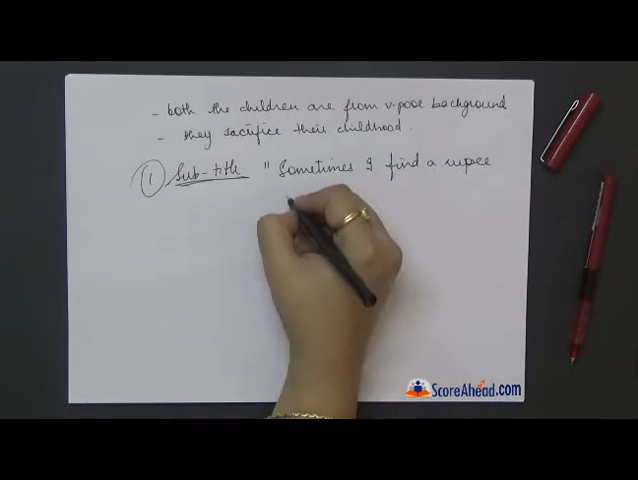 - both the children are from v. poor background
- they sacrifice their childhood.
① Sub-title " Sometimes I find a rupee
ScoreAhead.com